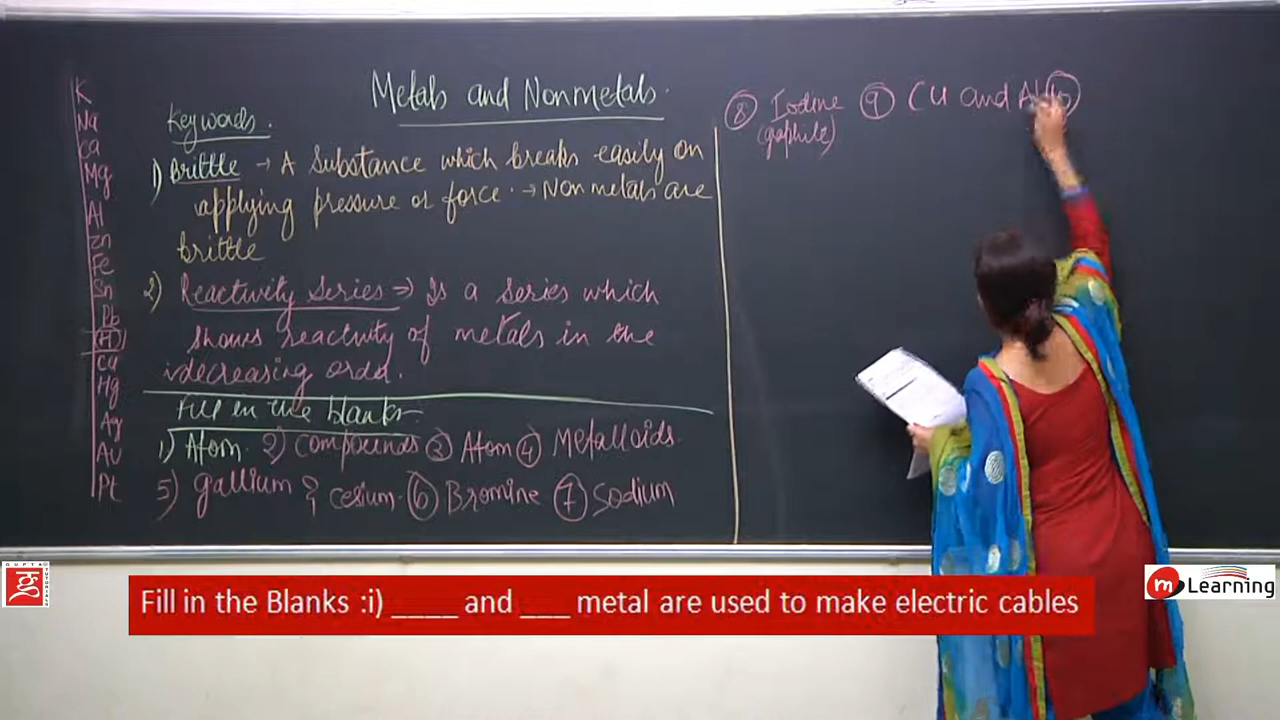 K
Na
Ca
Mg
Al
Zn
Fe
Sn
Pb
(H)
Cu
Hg
Ag
Au
Pt
Metals and Nonmetals.
Keywords.
1) Brittle → A Substance which breaks easily on
applying pressure or force. → Nonmetals are
brittle
2) Reactivity Series → Is a series which
shows reactivity of metals in the
decreasing order.
Fill in the blanks
1) Atom. 2) Compounds 3 Atom 4 Metalloids.
5) gallium & cesium. 6 Bromine 7 Sodium
8 Iodine 9 Cu and Al
(graphite)
GUPTA TUTORIALS
Fill in the Blanks :i) ____ and ___ metal are used to make electric cables
m Learning